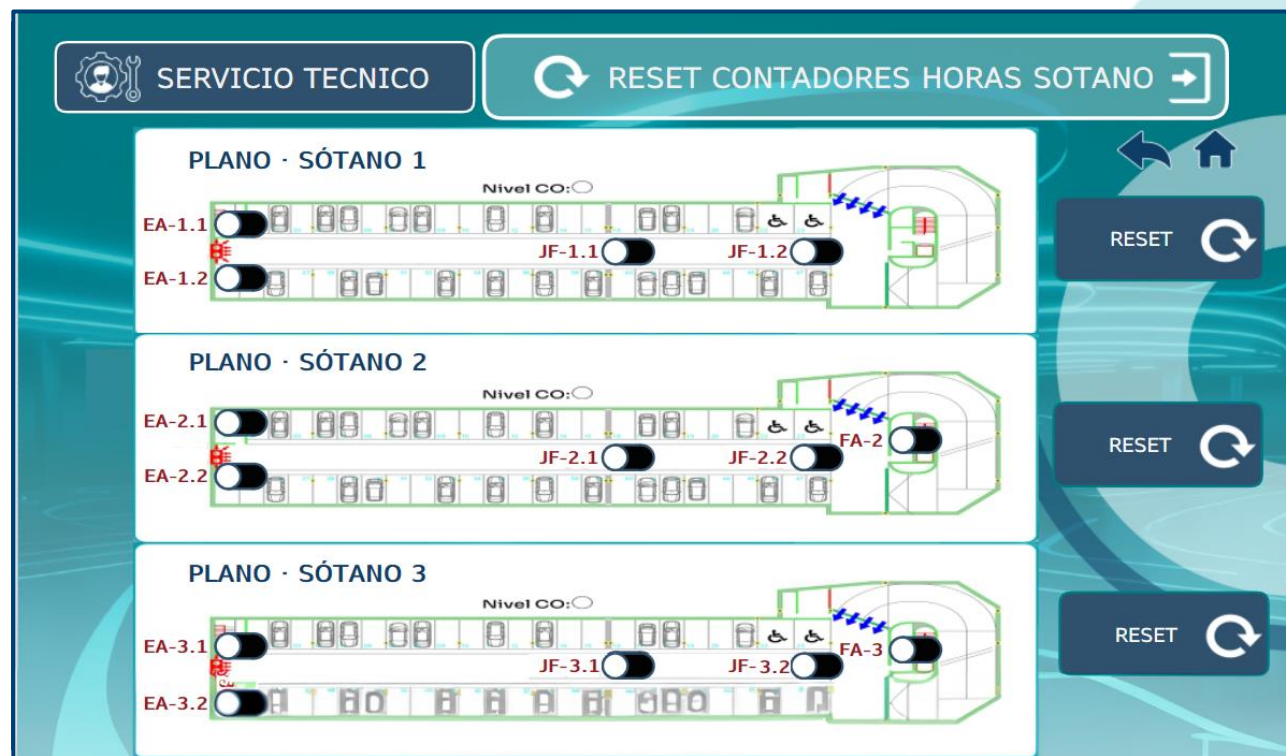 SERVICIO TECNICO
RESET CONTADORES HORAS SOTANO
PLANO · SÓTANO 1
Nivel CO:
EA-1.1
JF-1.1
JF-1.2
EA-1.2
RESET
PLANO · SÓTANO 2
Nivel CO:
EA-2.1
FA-2
JF-2.1
JF-2.2
EA-2.2
RESET
PLANO · SÓTANO 3
Nivel CO:
EA-3.1
FA-3
JF-3.1
JF-3.2
EA-3.2
RESET